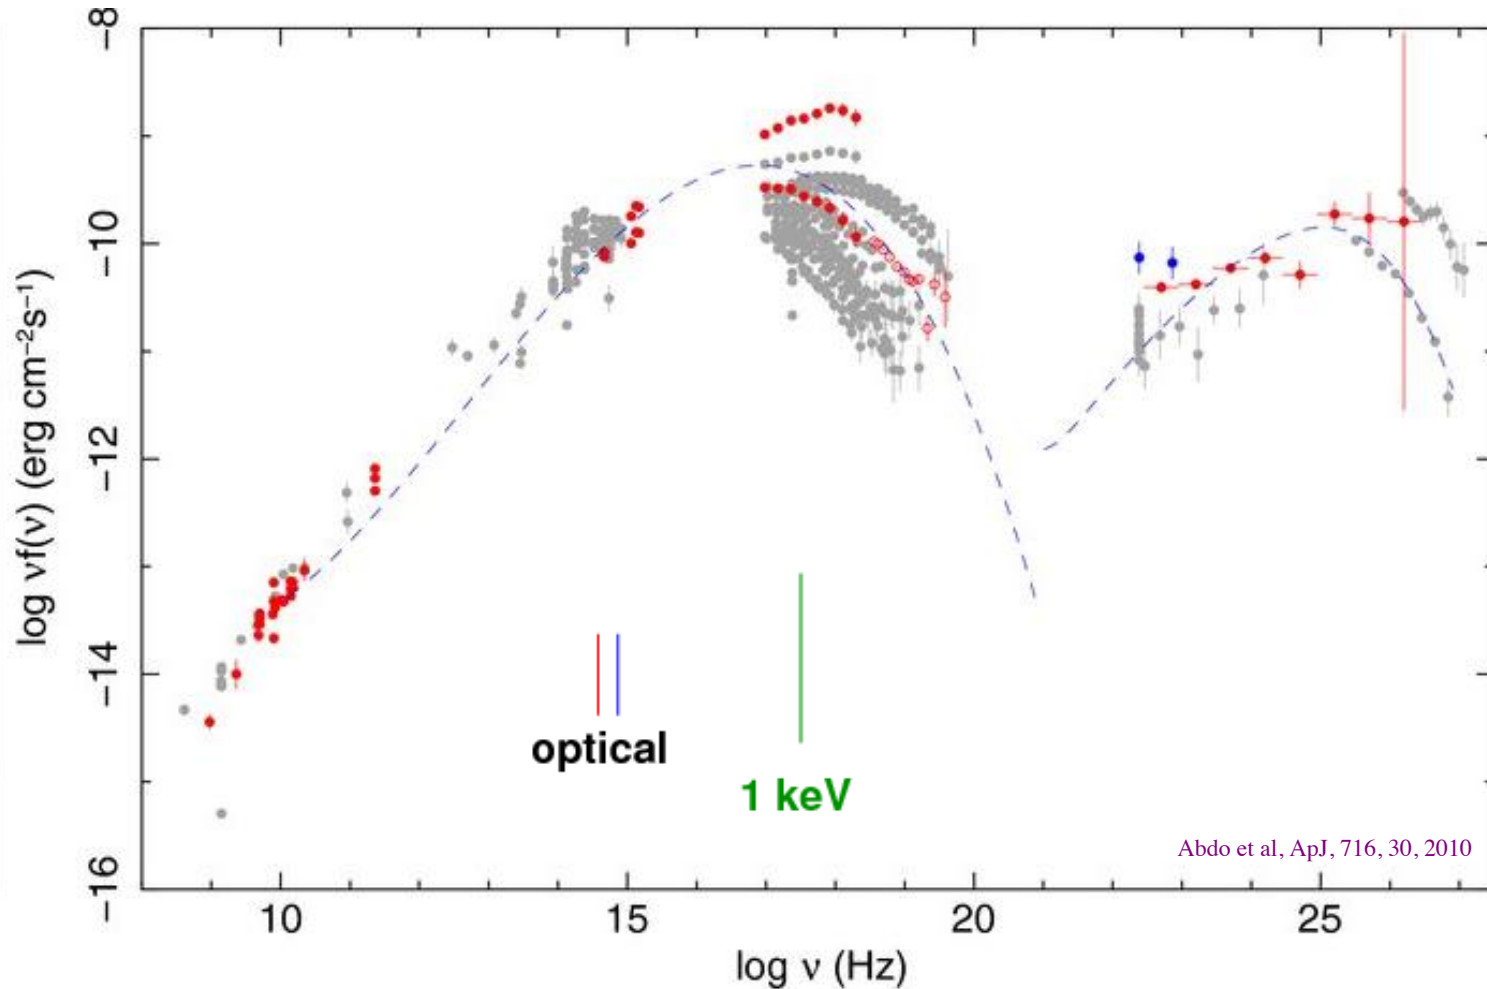 −8
−10
−12
−14
−16
log νf(ν) (erg cm−2s−1)
optical
1 keV
Abdo et al, ApJ, 716, 30, 2010
10 15 20 25
log ν (Hz)